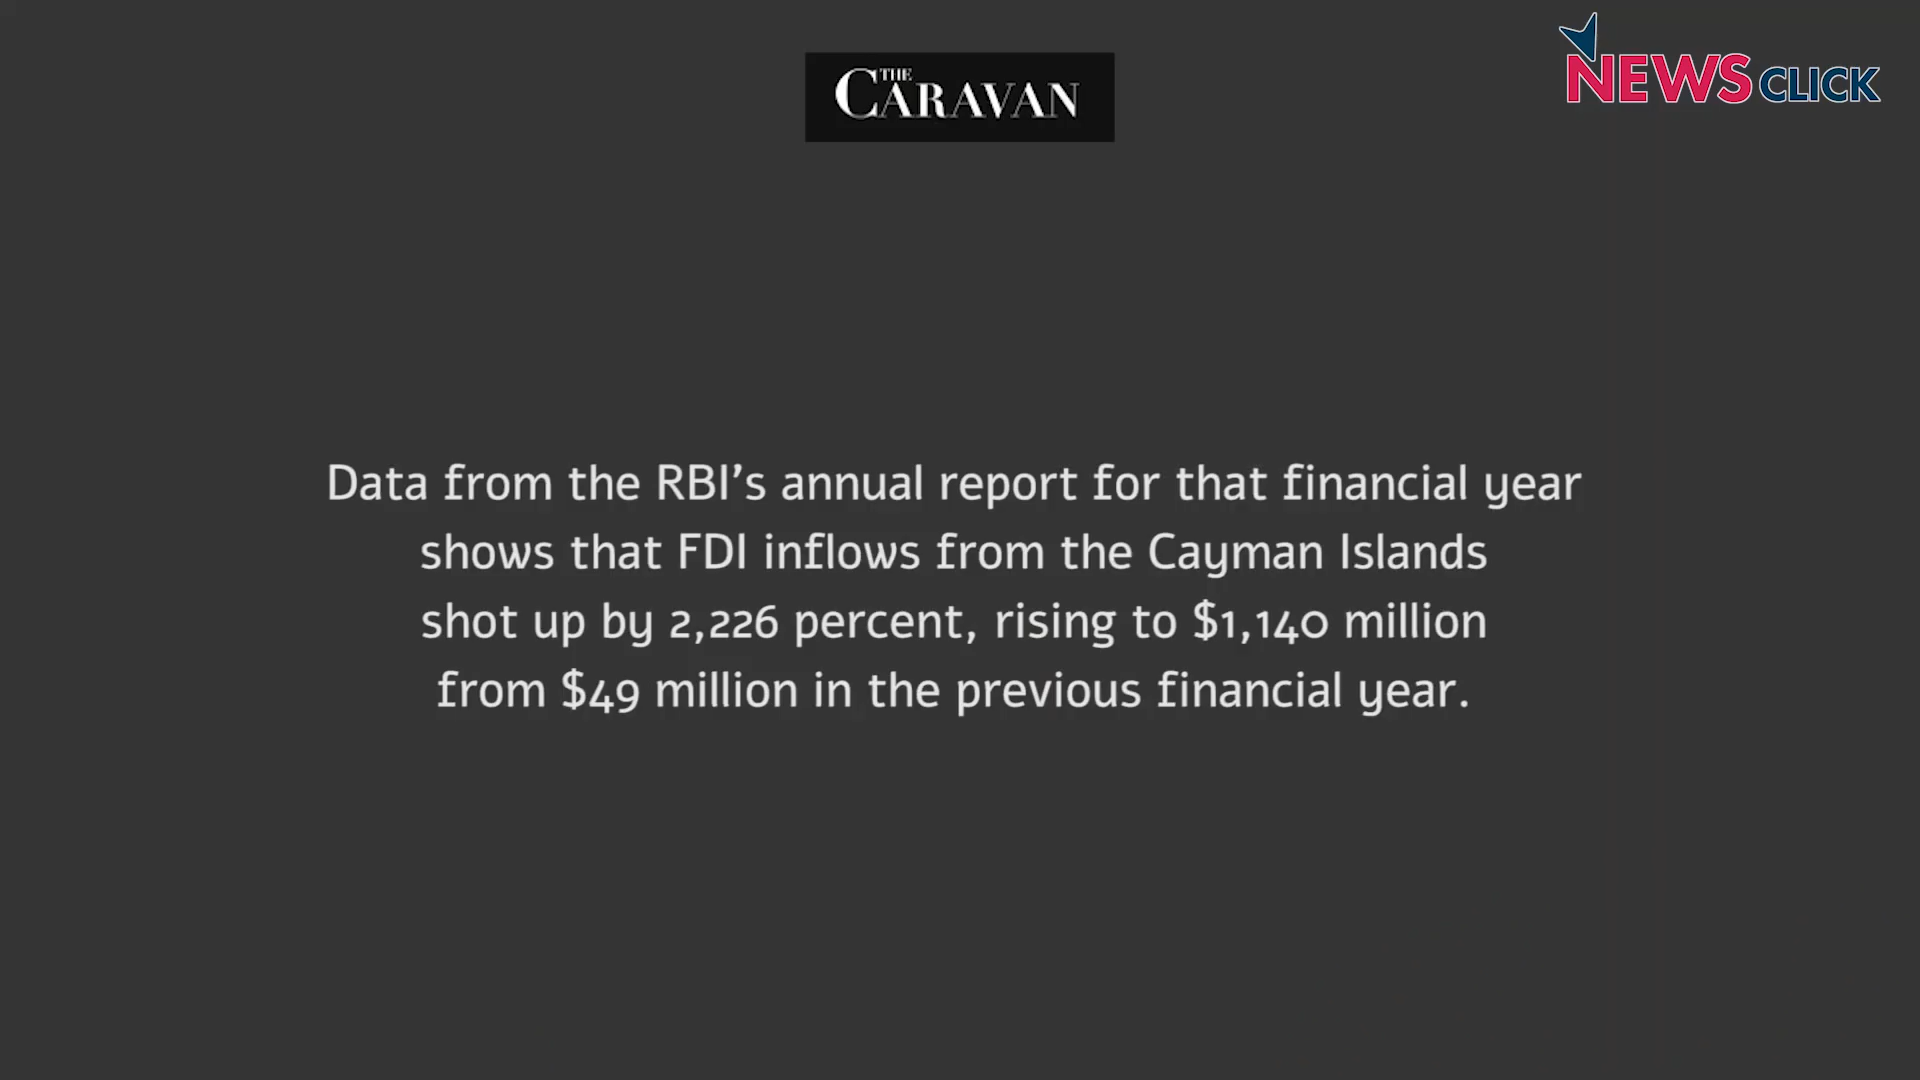 THE CARAVAN
NEWSCLICK
Data from the RBI’s annual report for that financial year
shows that FDI inflows from the Cayman Islands
shot up by 2,226 percent, rising to $1,140 million
from $49 million in the previous financial year.